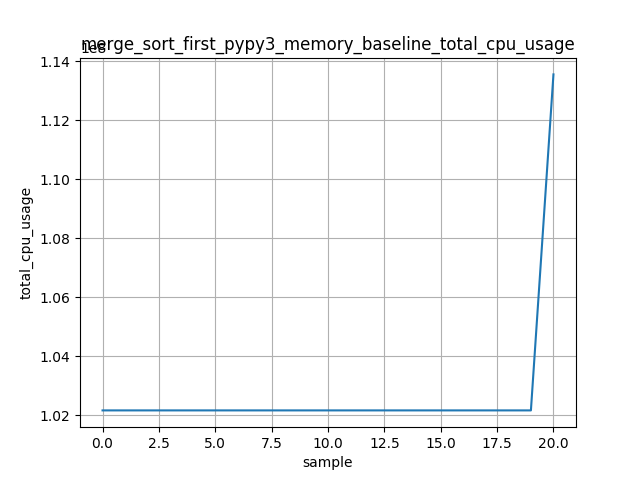 merge_sort_first_pypy3_memory_baseline_total_cpu_usage
1e8
1.14
1.12
1.10
1.08
1.06
1.04
1.02
total_cpu_usage
0.0 2.5 5.0 7.5 10.0 12.5 15.0 17.5 20.0
sample